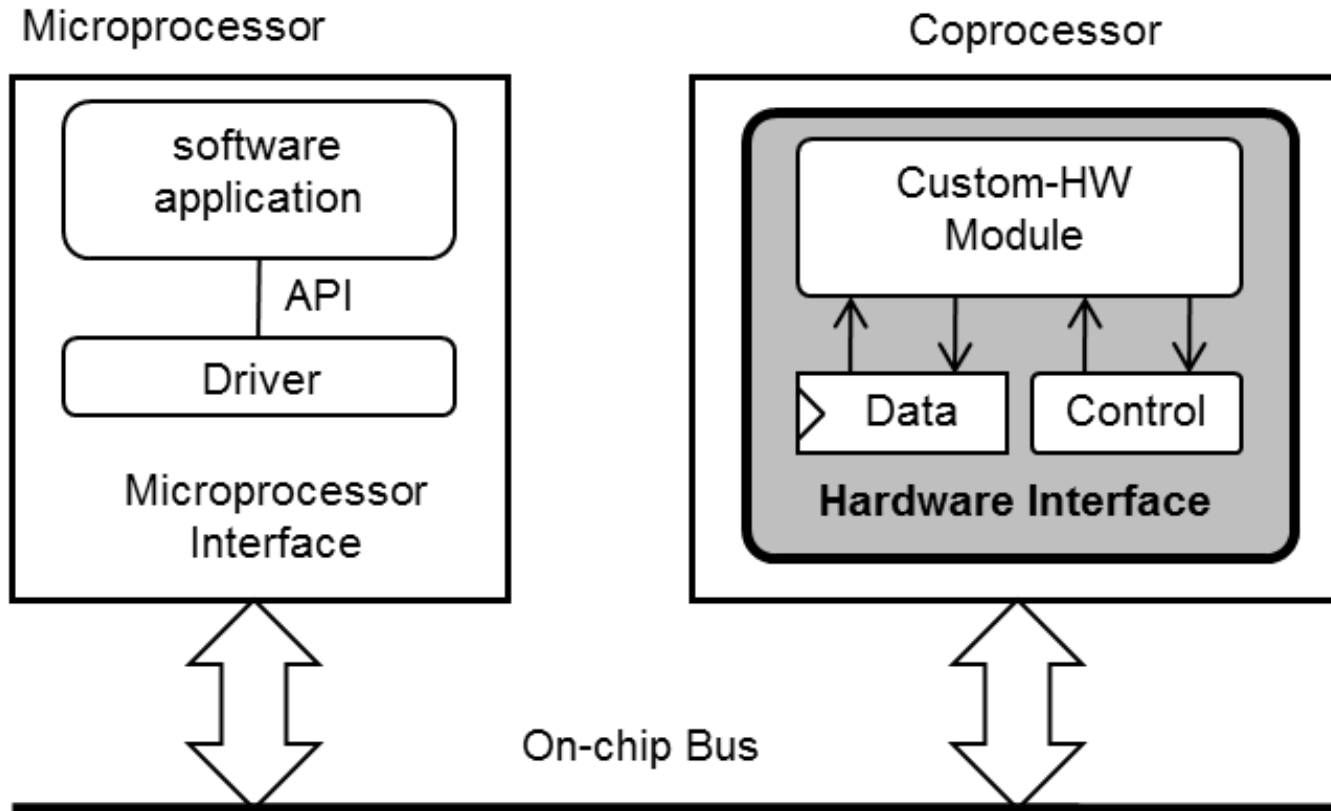 Microprocessor
Coprocessor
software
application
API
Driver
Microprocessor
Interface
Custom-HW
Module
Data
Control
Hardware Interface
On-chip Bus